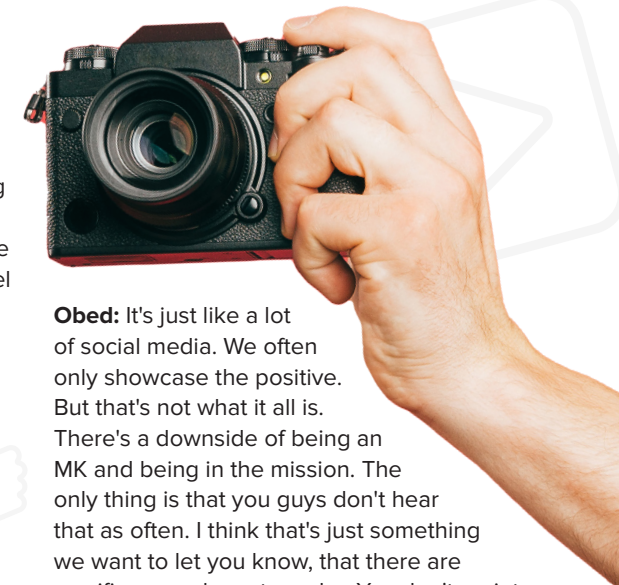 g
e
el
Obed: It's just like a lot
of social media. We often
only showcase the positive.
But that's not what it all is.
There's a downside of being an
MK and being in the mission. The
only thing is that you guys don't hear
that as often. I think that's just something
we want to let you know, that there are